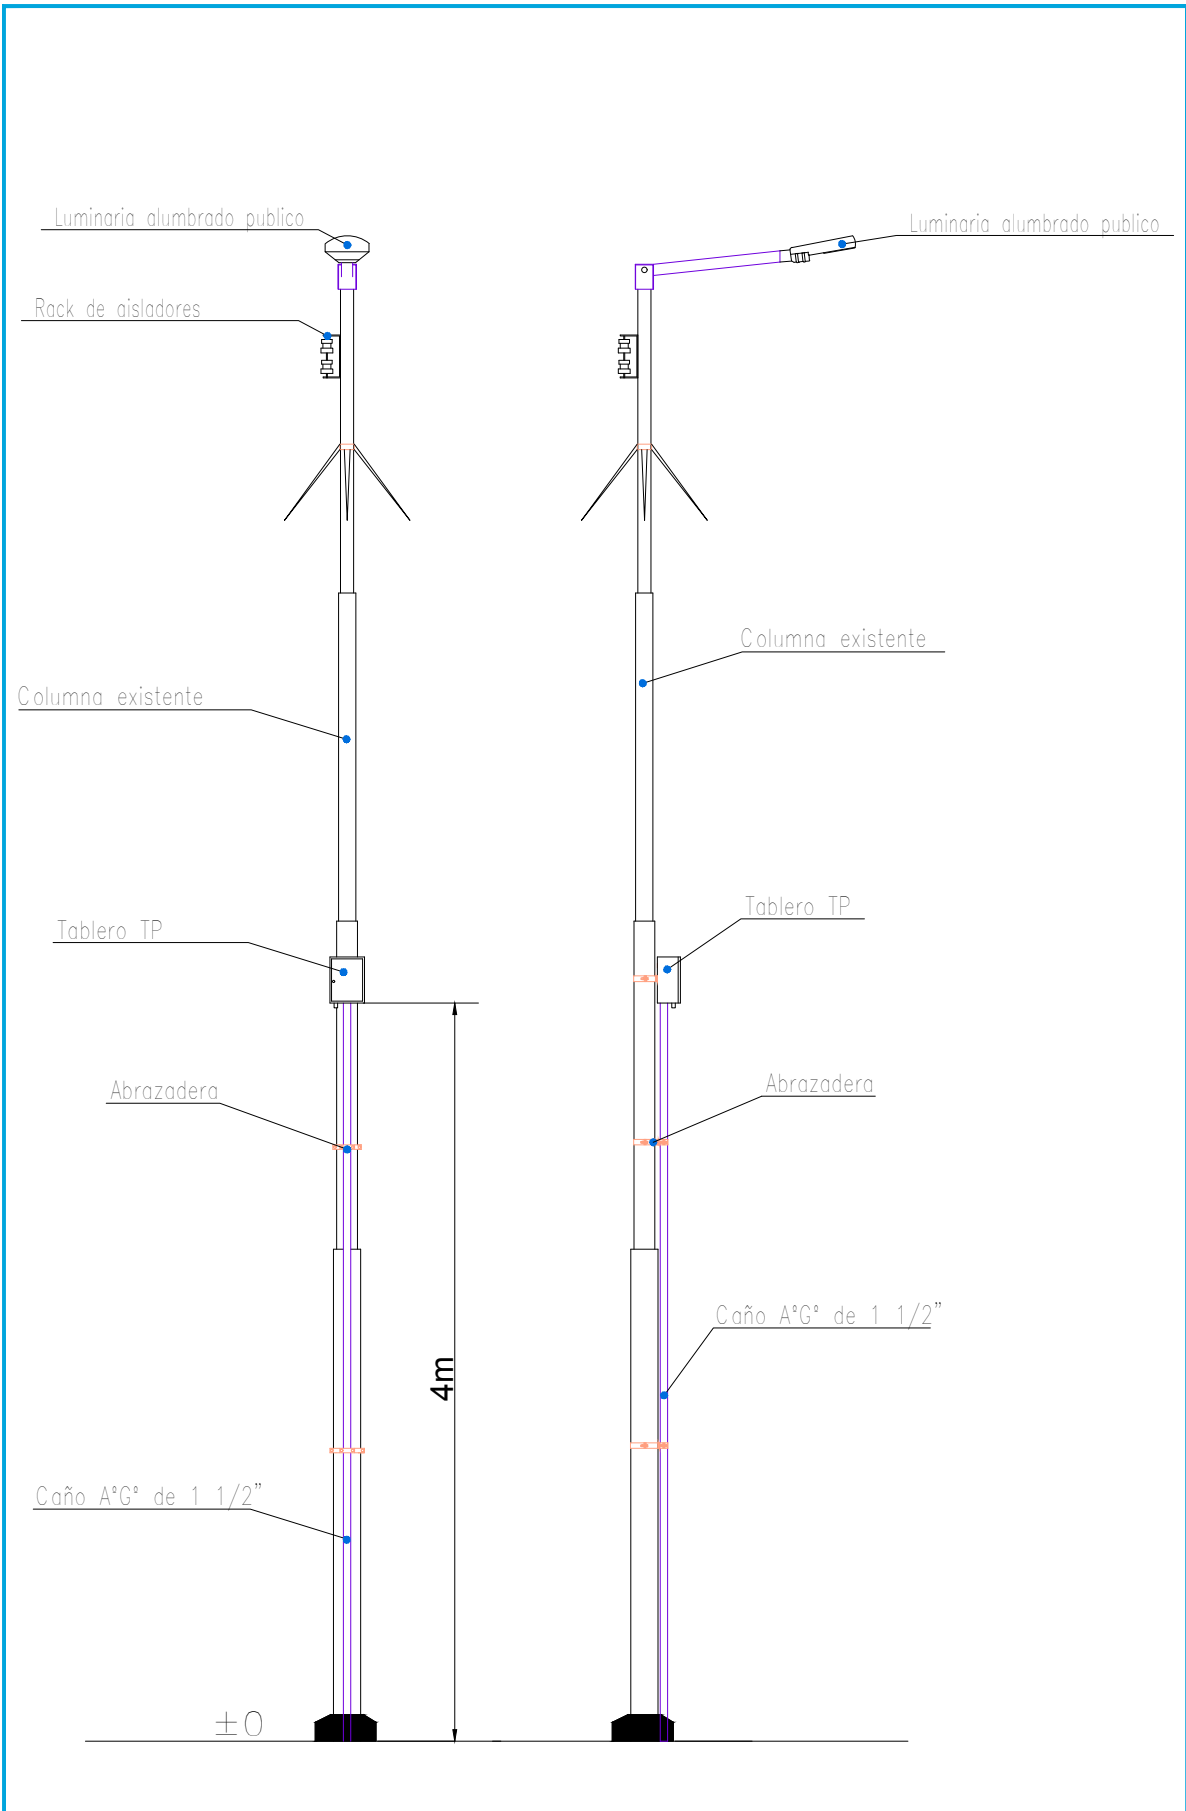 Luminaria alumbrado publico
Luminaria alumbrado publico
Rack de aisladores
Columna existente
Columna existente
Tablero TP
Tablero TP
Abrazadera
Abrazadera
Caño A°G° de 1 1/2"
4m
Caño A°G° de 1 1/2"
±0